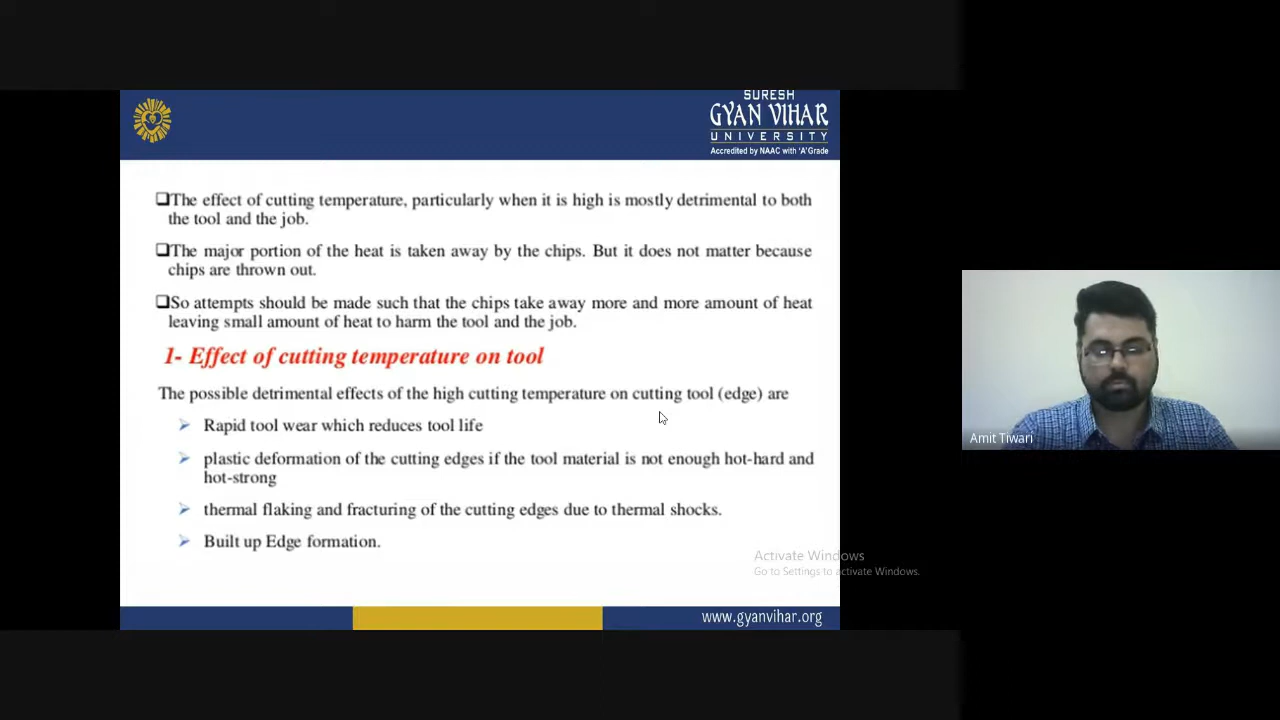 SURESH
GYAN VIHAR
UNIVERSITY
Accredited by NAAC with 'A' Grade
The effect of cutting temperature, particularly when it is high is mostly detrimental to both
the tool and the job.
The major portion of the heat is taken away by the chips. But it does not matter because
chips are thrown out.
So attempts should be made such that the chips take away more and more amount of heat
leaving small amount of heat to harm the tool and the job.
1- Effect of cutting temperature on tool
The possible detrimental effects of the high cutting temperature on cutting tool (edge) are
Rapid tool wear which reduces tool life
plastic deformation of the cutting edges if the tool material is not enough hot-hard and
hot-strong
thermal flaking and fracturing of the cutting edges due to thermal shocks.
Built up Edge formation.
Amit Tiwari
Activate Windows
Go to Settings to activate Windows.
www.gyanvihar.org